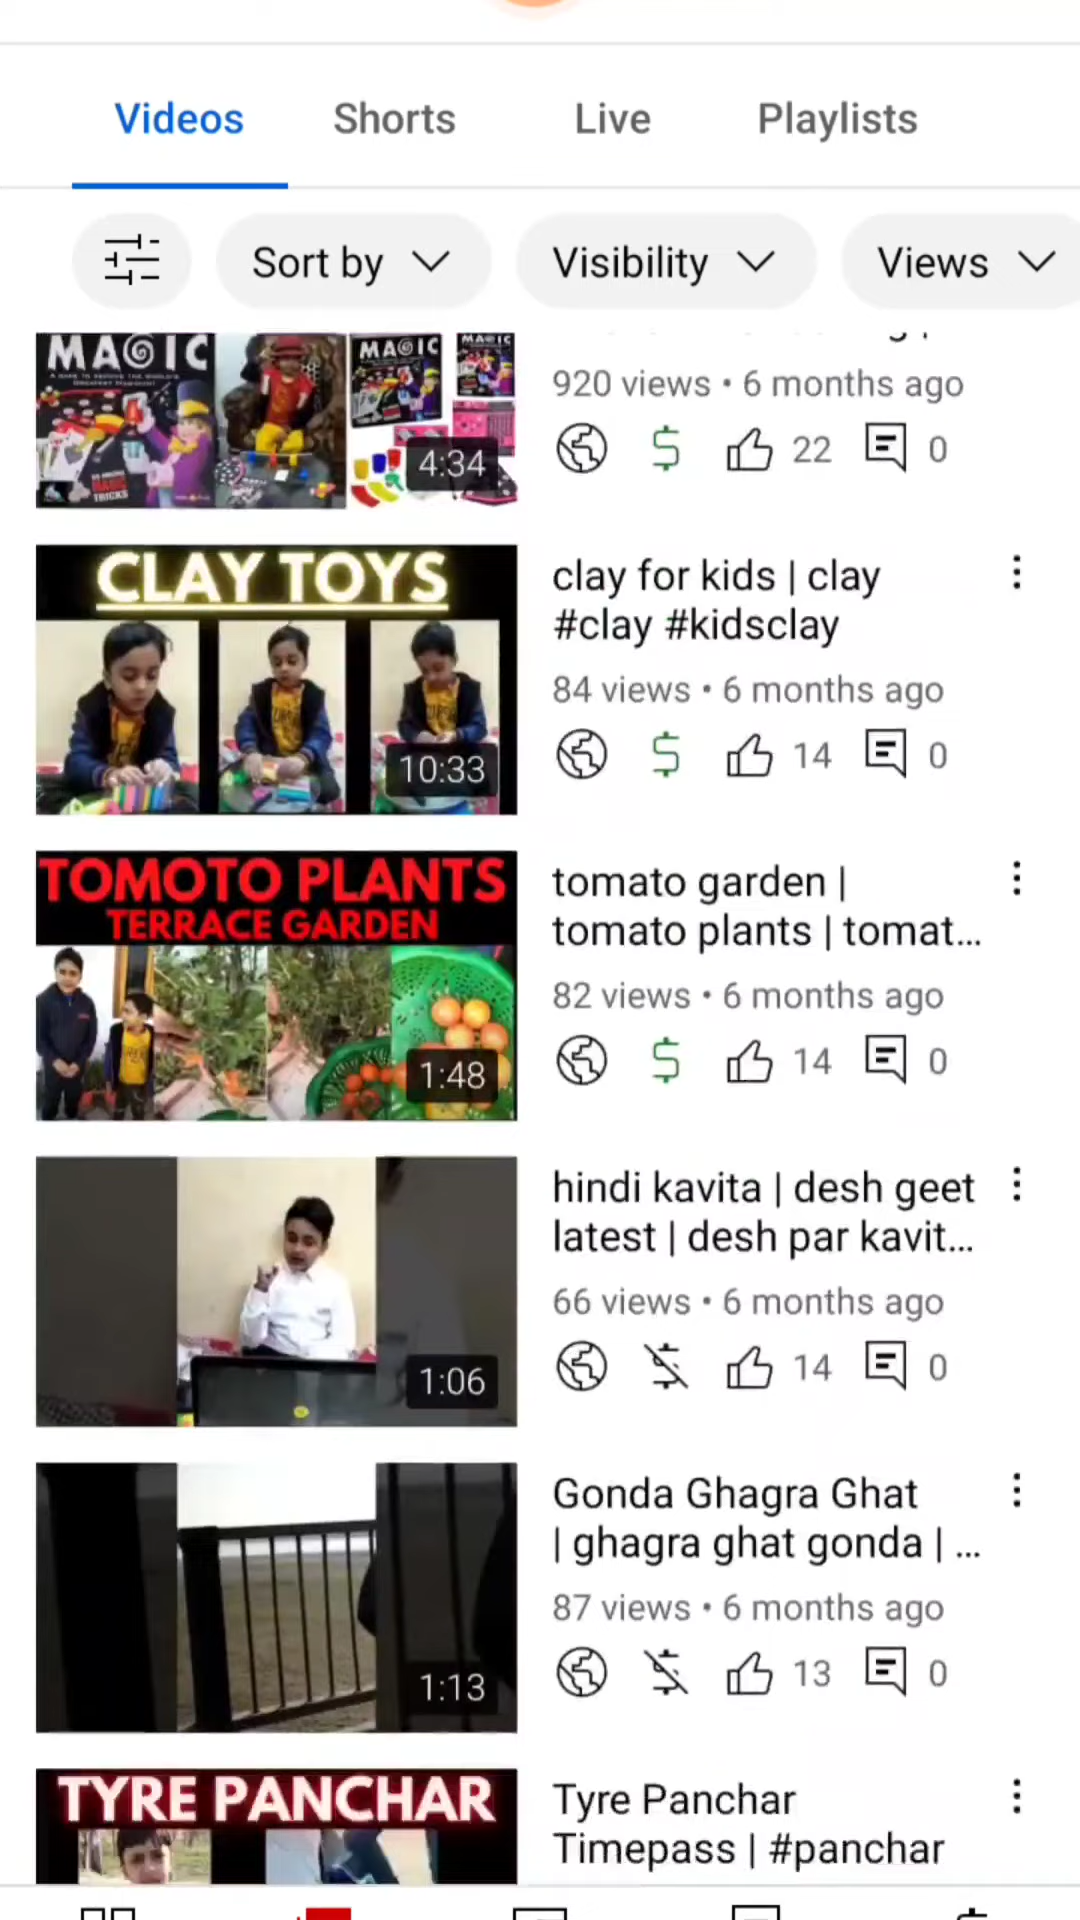 Videos Shorts Live Playlists
Sort by Visibility Views
MAGIC MAGIC MAGIC
TRICKS
4:34
920 views • 6 months ago
22 0
CLAY TOYS
10:33
clay for kids | clay
#clay #kidsclay
84 views • 6 months ago
14 0
TOMOTO PLANTS
TERRACE GARDEN
1:48
tomato garden |
tomato plants | tomat...
82 views • 6 months ago
14 0
1:06
hindi kavita | desh geet
latest | desh par kavit...
66 views • 6 months ago
14 0
1:13
Gonda Ghagra Ghat
| ghagra ghat gonda | ...
87 views • 6 months ago
13 0
TYRE PANCHAR
Tyre Panchar
Timepass | #panchar